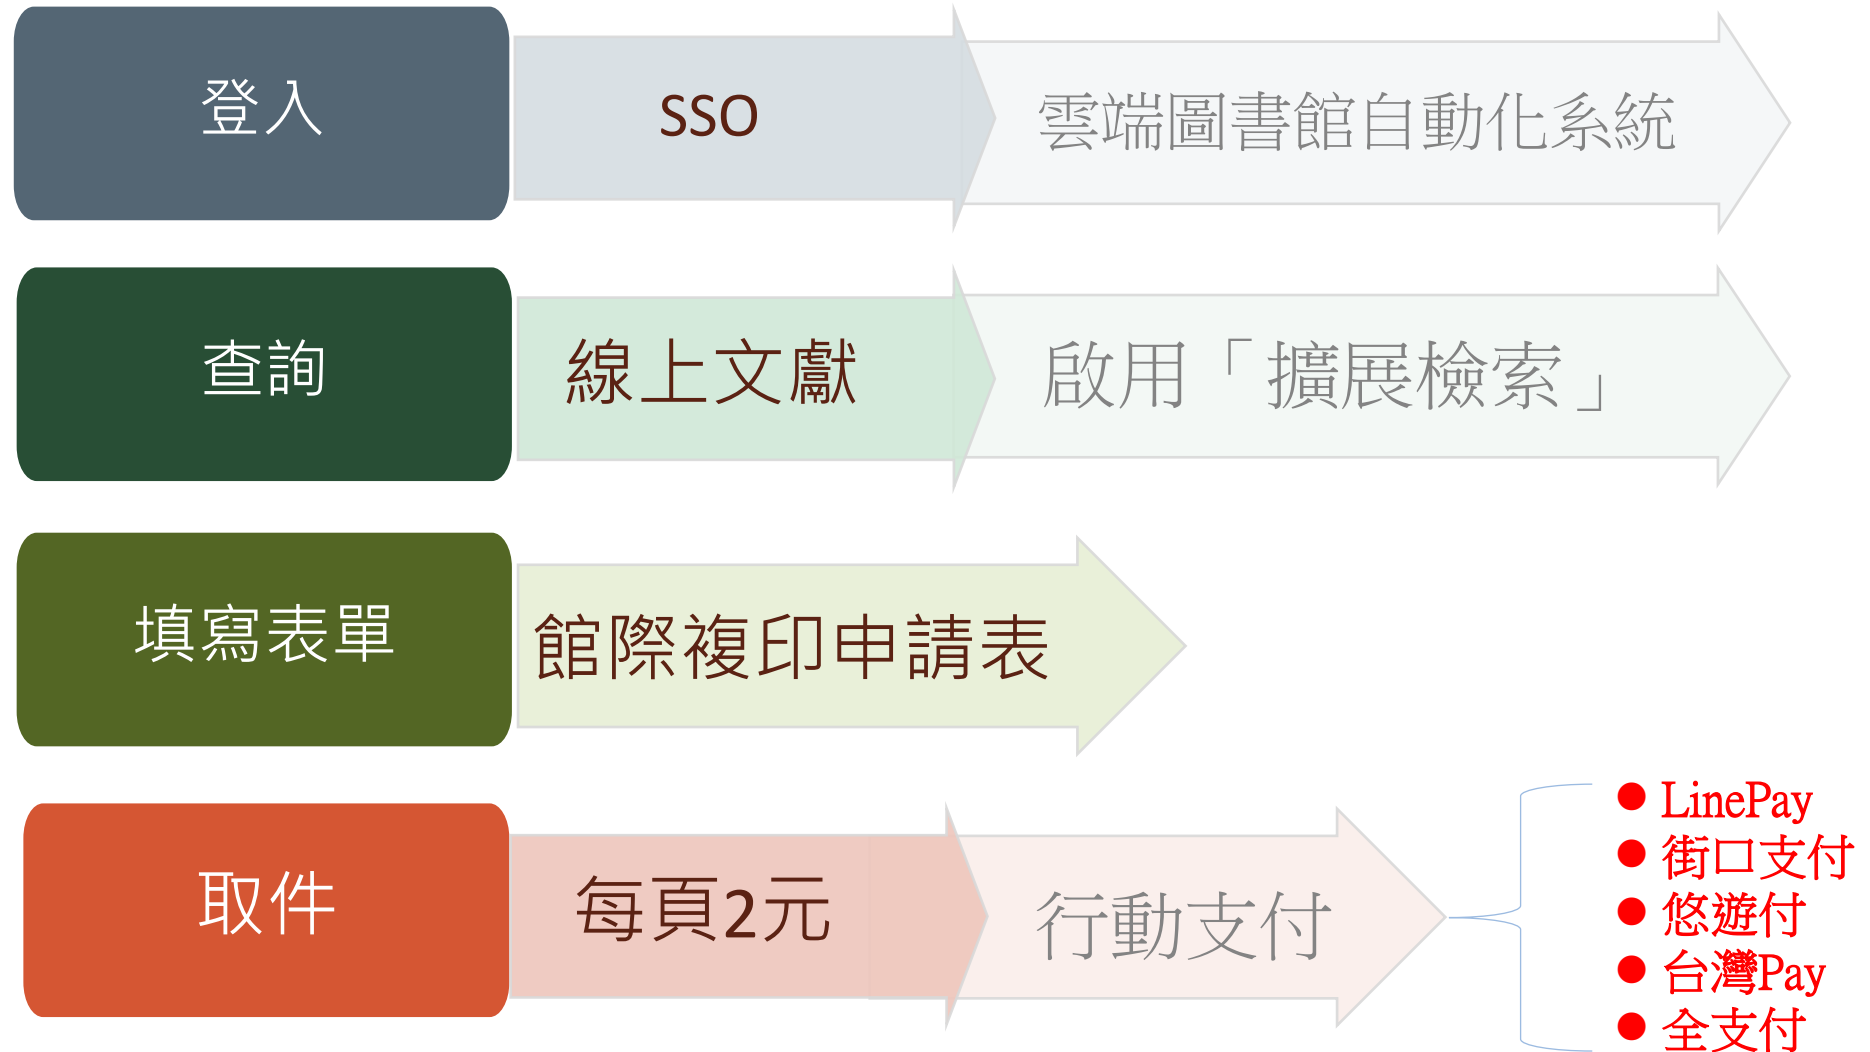 登入
SSO
雲端圖書館自動化系統
查詢
線上文獻
啟用「擴展檢索」
填寫表單
館際複印申請表
取件
每頁2元
行動支付
LinePay
街口支付
悠遊付
台灣Pay
全支付